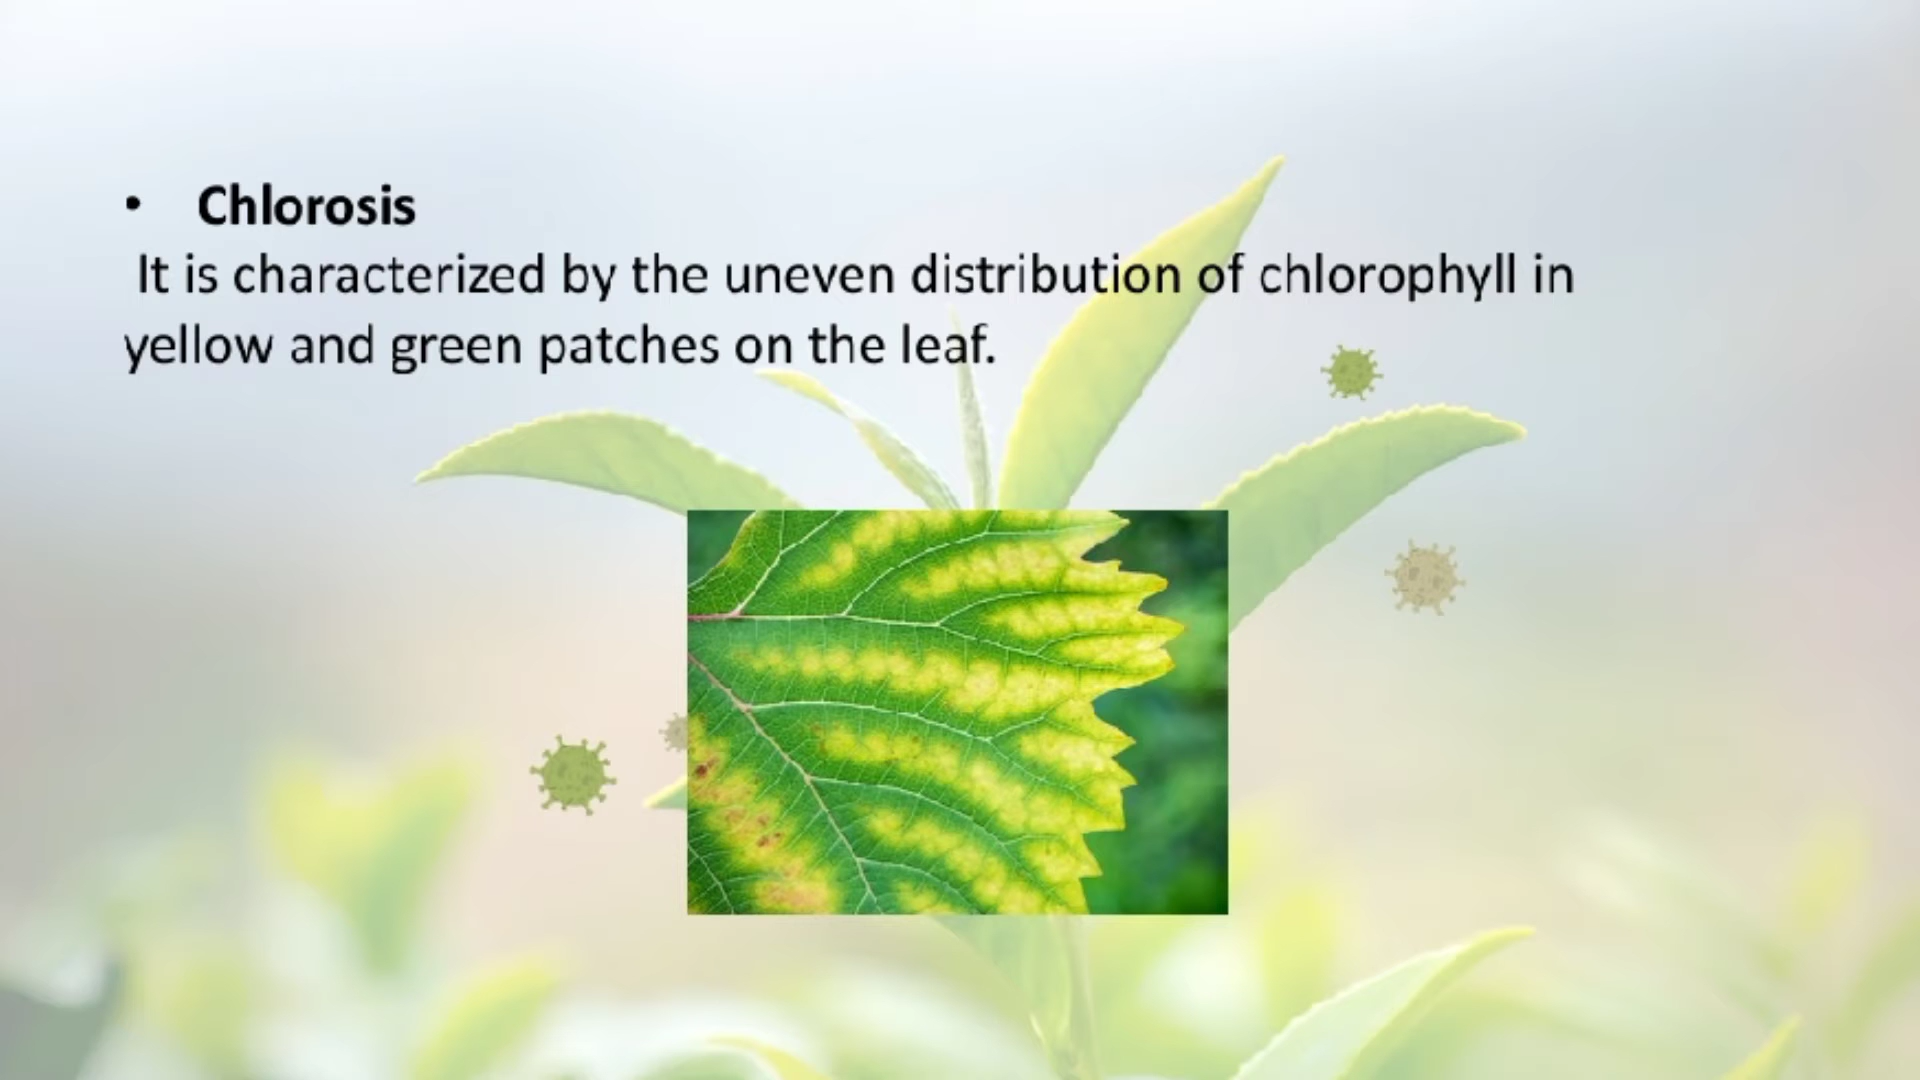 • Chlorosis
It is characterized by the uneven distribution of chlorophyll in
yellow and green patches on the leaf.